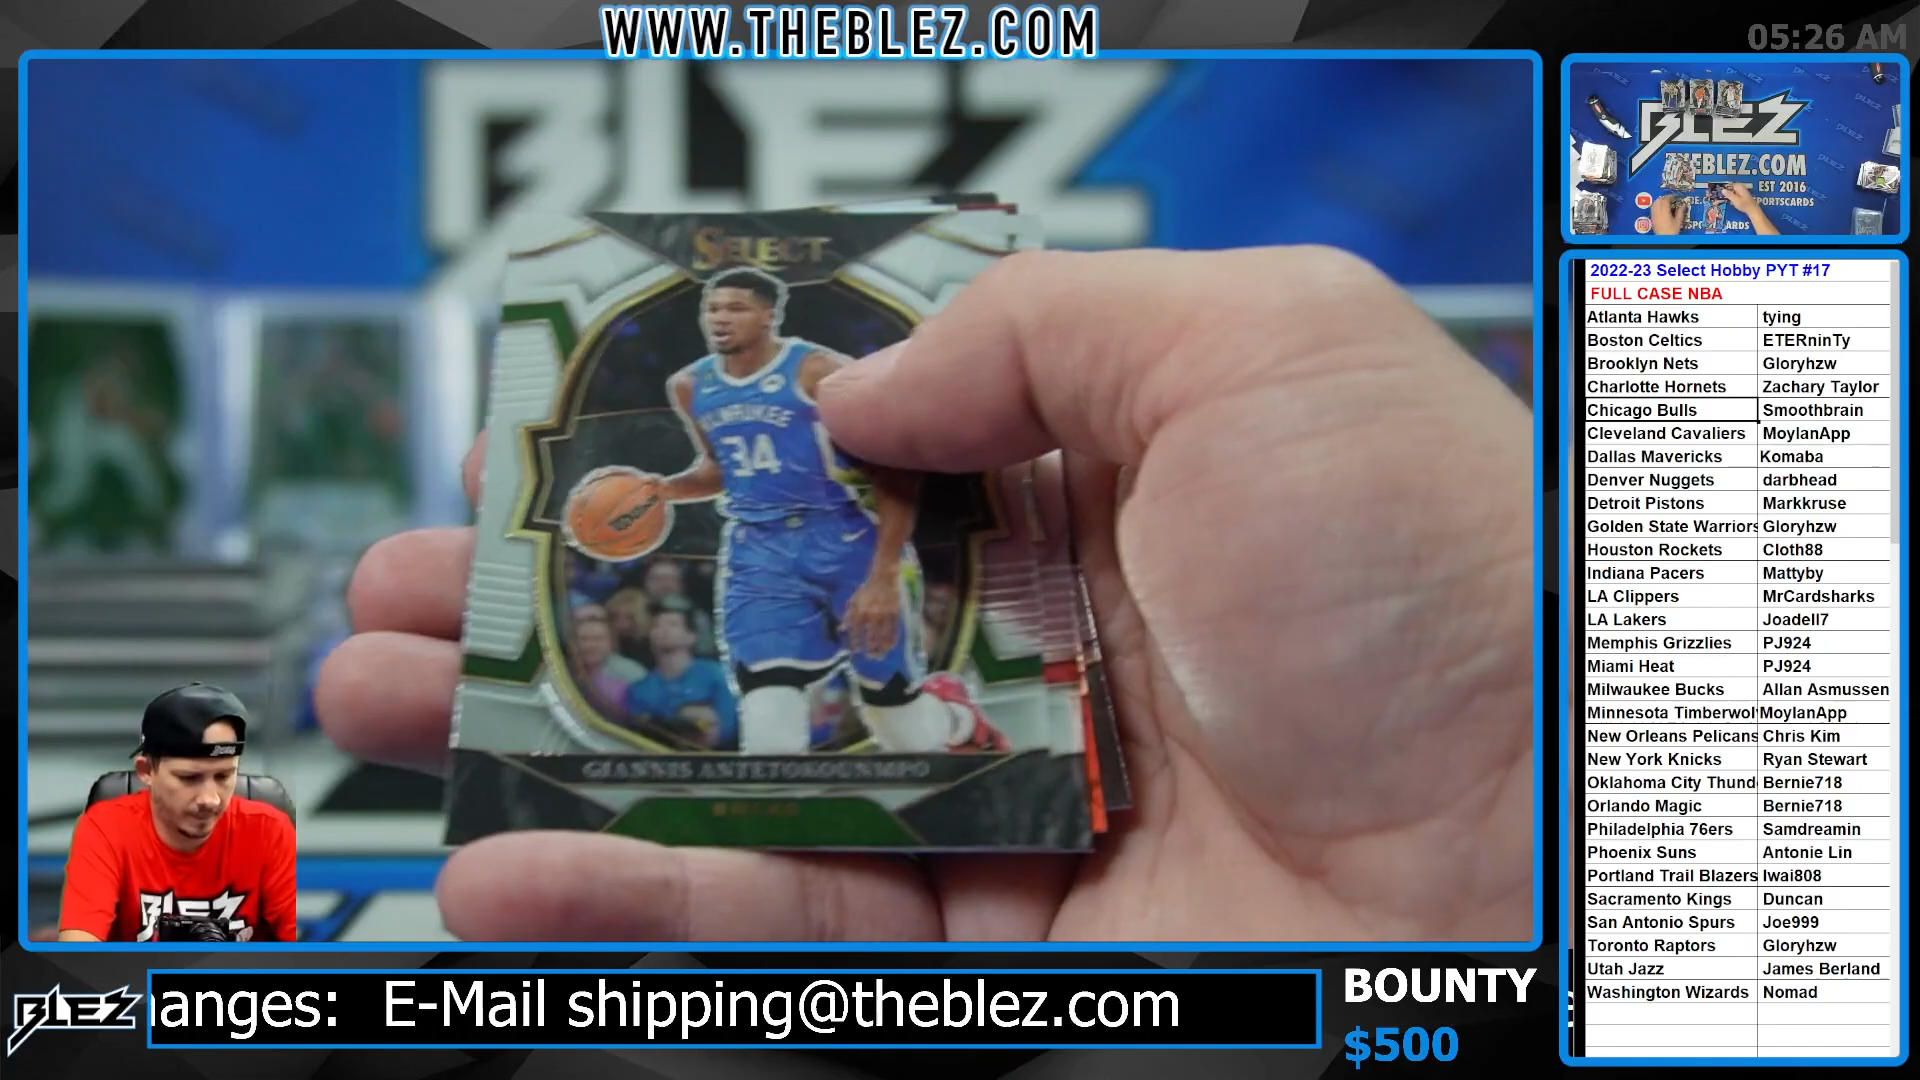 WWW.THEBLEZ.COM
05:26 AM
BLEZ
SELECT
MILWAUKEE
34
GIANNIS ANTETOKOUNMPO
BUCKS
BLEZ
BLEZ
THEBLEZ.COM
EST 2016
2022-23 Select Hobby PYT #17
FULL CASE NBA
Atlanta Hawks tying
Boston Celtics ETERninTy
Brooklyn Nets Gloryhzw
Charlotte Hornets Zachary Taylor
Chicago Bulls Smoothbrain
Cleveland Cavaliers MoylanApp
Dallas Mavericks Komaba
Denver Nuggets darbhead
Detroit Pistons Markkruse
Golden State Warriors Gloryhzw
Houston Rockets Cloth88
Indiana Pacers Mattyby
LA Clippers MrCardsharks
LA Lakers Joadell7
Memphis Grizzlies PJ924
Miami Heat PJ924
Milwaukee Bucks Allan Asmussen
Minnesota Timberwol MoylanApp
New Orleans Pelicans Chris Kim
New York Knicks Ryan Stewart
Oklahoma City Thund Bernie718
Orlando Magic Bernie718
Philadelphia 76ers Samdreamin
Phoenix Suns Antonie Lin
Portland Trail Blazers Iwai808
Sacramento Kings Duncan
San Antonio Spurs Joe999
Toronto Raptors Gloryhzw
Utah Jazz James Berland
Washington Wizards Nomad
BLEZ
anges: E-Mail shipping@theblez.com
BOUNTY
$500